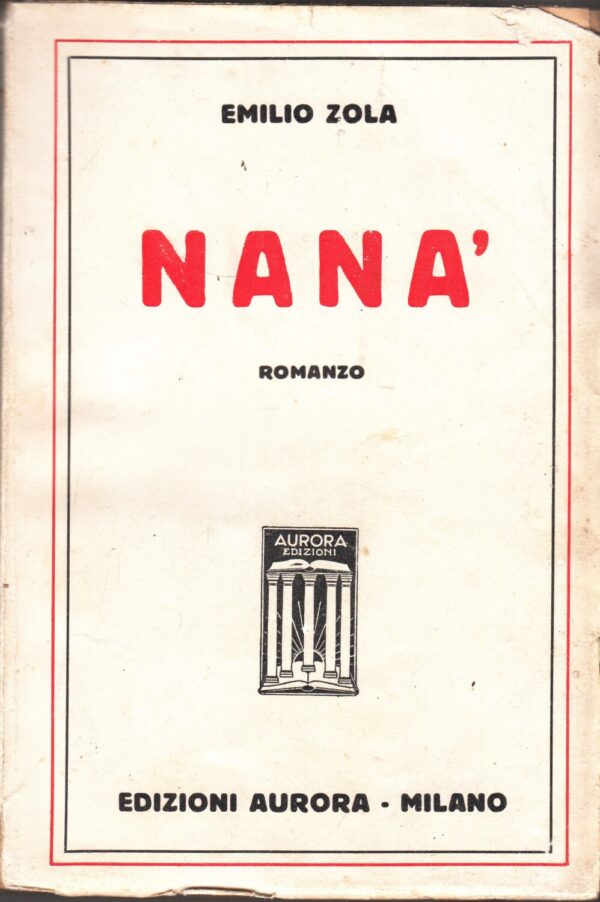 EMILIO ZOLA
NANA'
ROMANZO
AURORA
EDIZIONI
EDIZIONI AURORA - MILANO